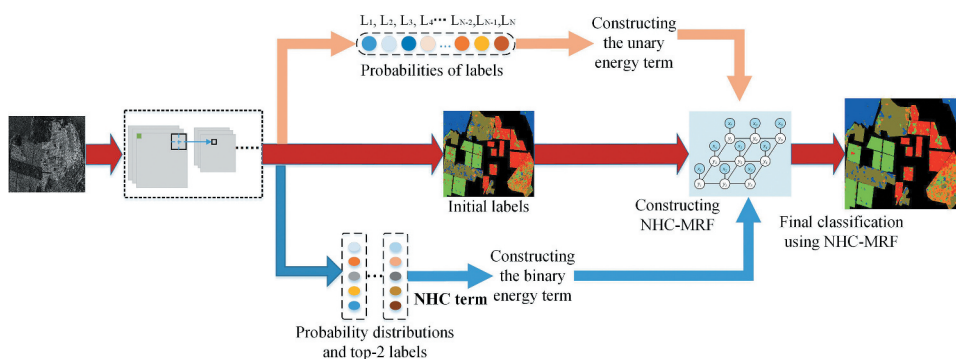 L1, L2, L3, L4••• LN-2,LN-1,LN
Probabilities of labels
Constructing
the unary
energy term
Initial labels
Constructing
NHC-MRF
Final classification
using NHC-MRF
NHC term
Constructing
the binary
energy term
Probability distributions
and top-2 labels